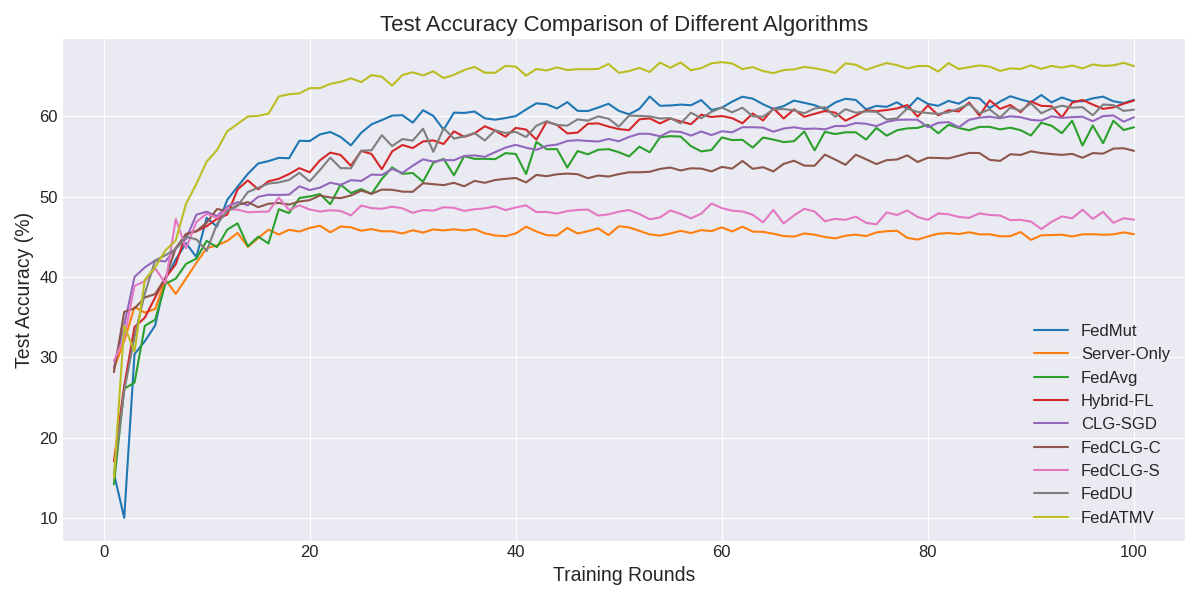 Test Accuracy Comparison of Different Algorithms
Test Accuracy (%)
60
50
40
30
20
10
0 20 40 60 80 100
Training Rounds
FedMut
Server-Only
FedAvg
Hybrid-FL
CLG-SGD
FedCLG-C
FedCLG-S
FedDU
FedATMV